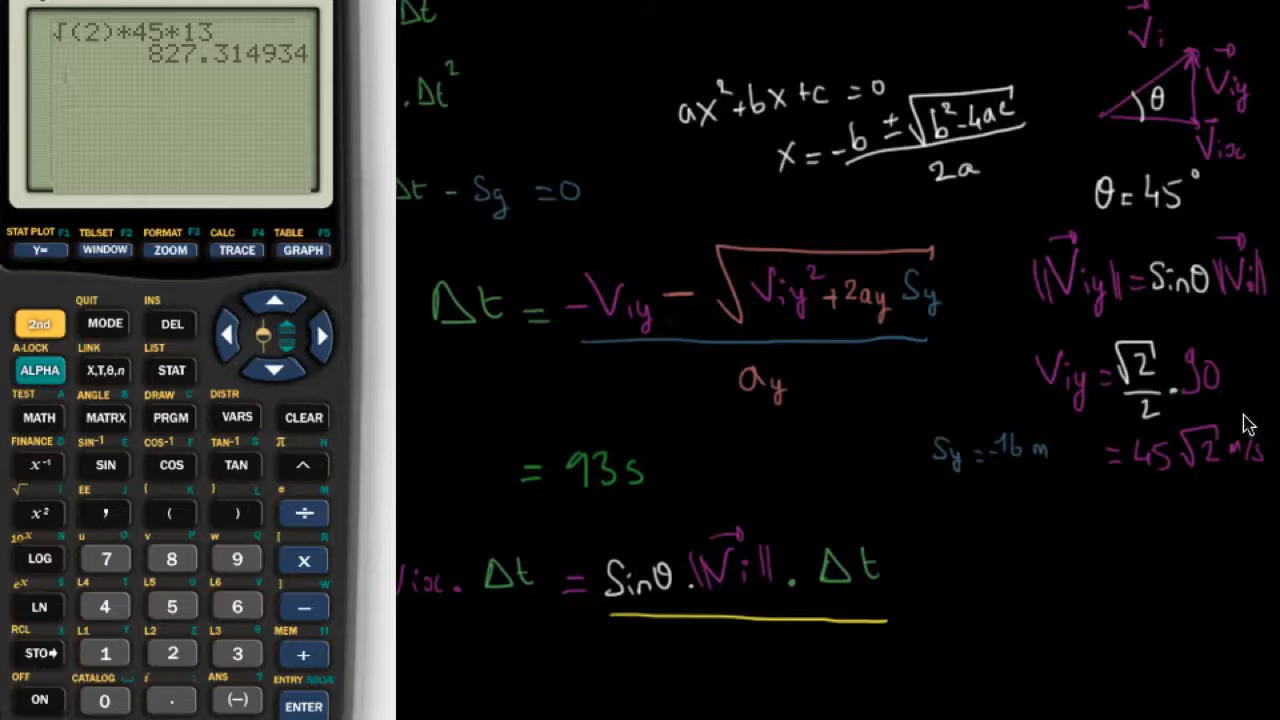 √(2)*45*13
827.314934
STAT PLOT F1 TBLSET F2 FORMAT F3 CALC F4 TABLE F5
Y= WINDOW ZOOM TRACE GRAPH
QUIT INS
2nd MODE DEL
A-LOCK LINK LIST
ALPHA X,T,θ,n STAT
TEST A ANGLE B DRAW C DISTR
MATH MATRX PRGM VARS CLEAR
FINANCE D SIN⁻¹ E COS⁻¹ F TAN⁻¹ G π H
x⁻¹ SIN COS TAN ^
√ I EE J { K } L e M
x² , ( ) ÷
10ˣ N u O v P w Q [ R
LOG 7 8 9 x
eˣ S L4 T L5 U L6 V ] W
LN 4 5 6 −
RCL X L1 Y L2 Z L3 θ MEM "
STO➔ 1 2 3 +
OFF CATALOG i : ANS ? ENTRY SOLVE
ON 0 . (−) ENTER
Δt
.Δt²
Δt - Sy = 0
ax²+bx+c = 0
x = -b ± √b²-4ac
2a
Vi
Viy
θ
Vix
θ = 45°
Δt = -Viy - √Viy² + 2ay Sy
ay
||Viy|| = Sinθ ||Vi||
Viy = √2/2 . 90
= 45√2 m/s
Sy = -16 m
= 93s
Vix. Δt = Sinθ . ||Vi|| . Δt